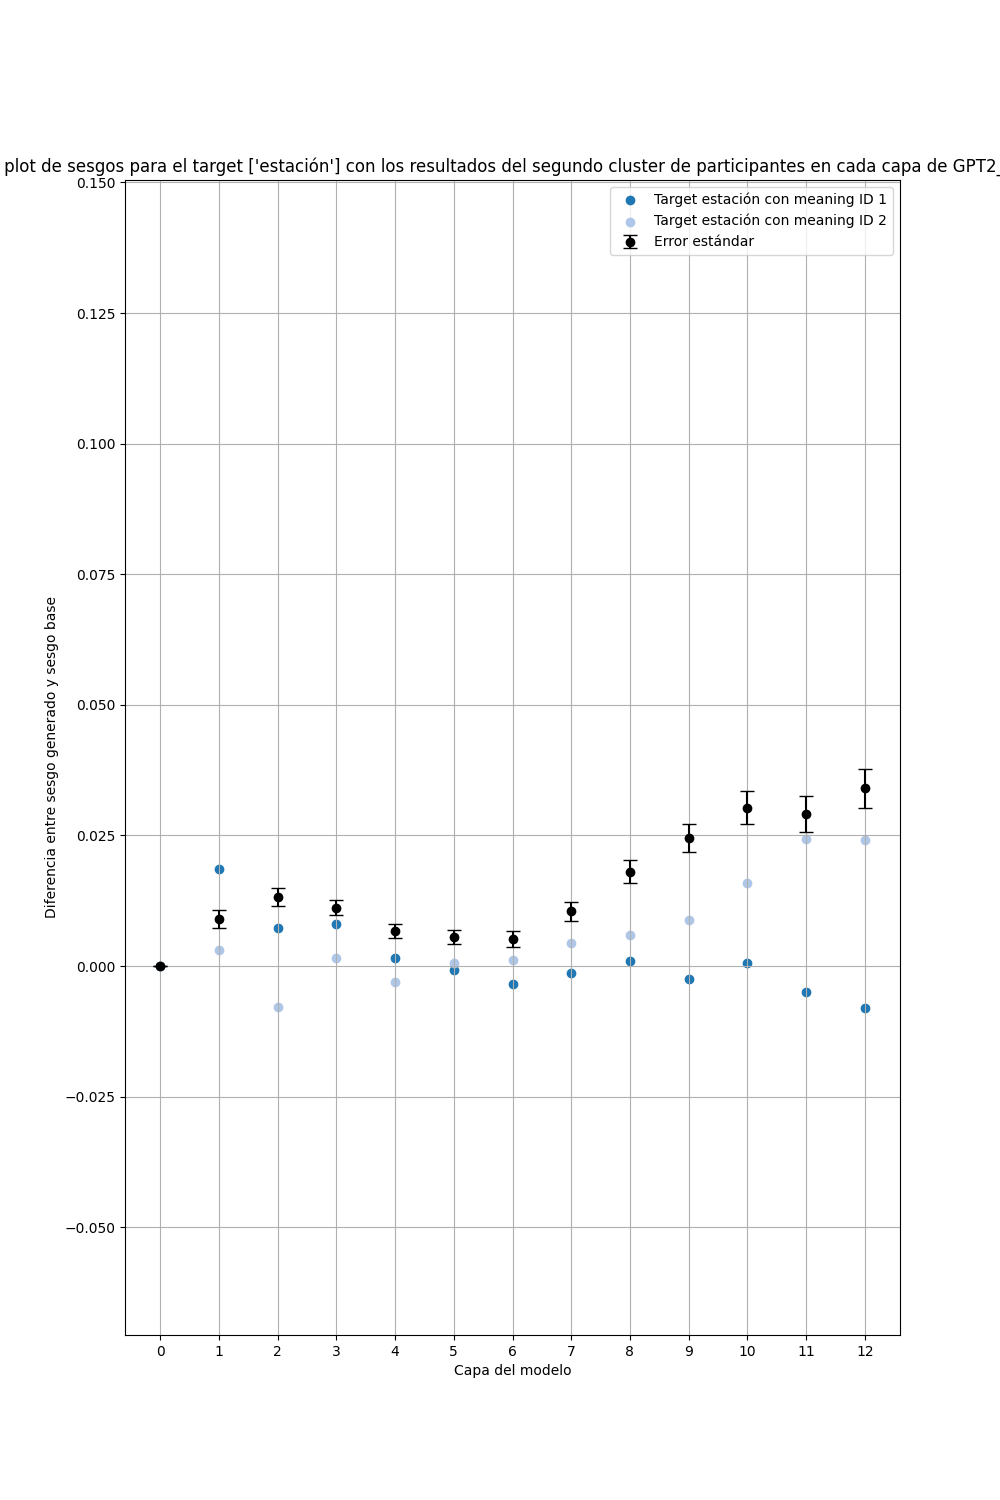 plot de sesgos para el target ['estación'] con los resultados del segundo cluster de participantes en cada capa de GPT2_
Target estación con meaning ID 1
Target estación con meaning ID 2
Error estándar
0.150
0.125
0.100
0.075
0.050
0.025
0.000
−0.025
−0.050
Diferencia entre sesgo generado y sesgo base
0 1 2 3 4 5 6 7 8 9 10 11 12
Capa del modelo